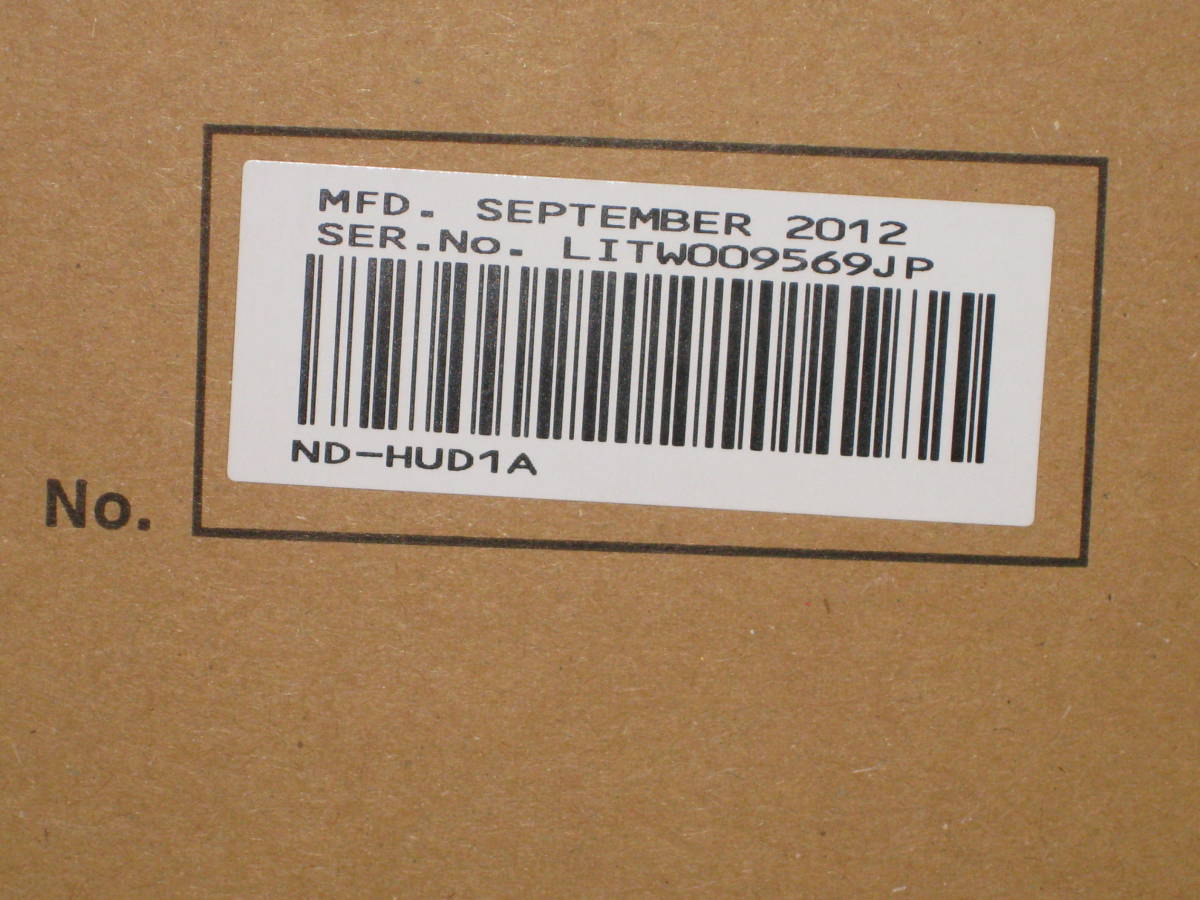 MFD. SEPTEMBER 2012
SER.No. LITW009569JP
ND-HUD1A
No.